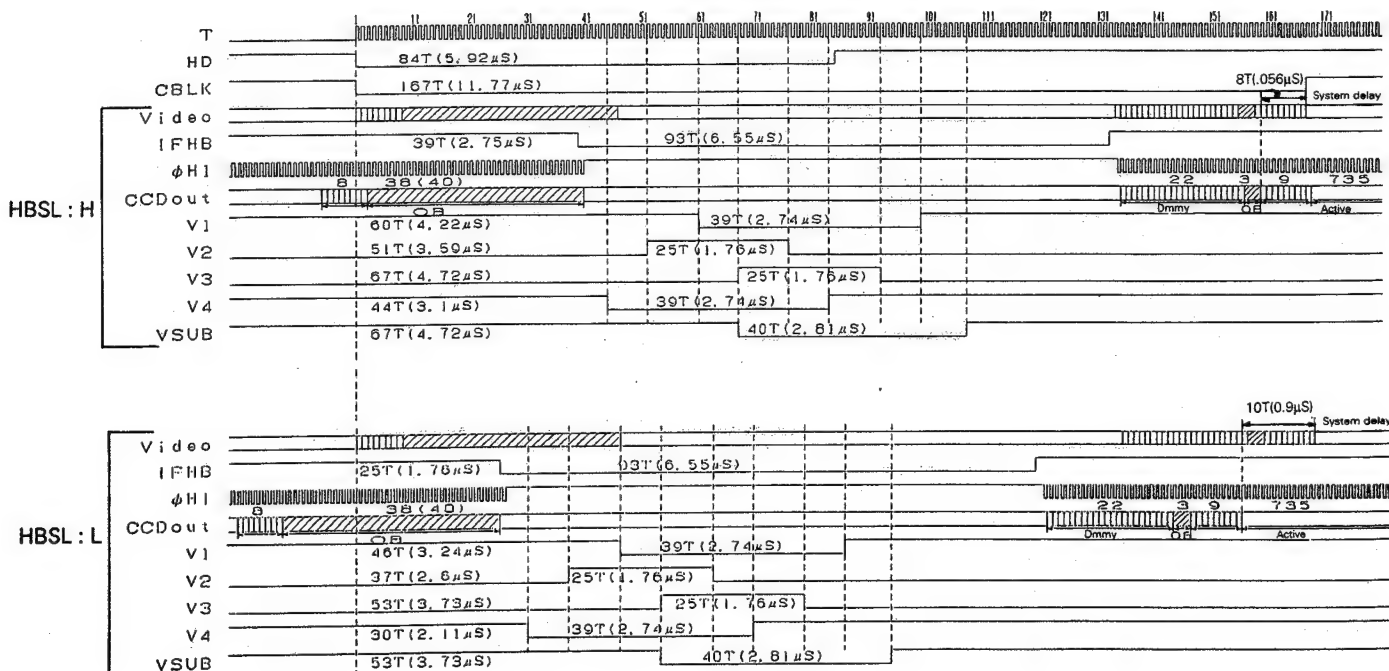 1 11 21 31 41 51 61 71 81 91 101 111 121 131 141 151 161 171
T
HD 84T(5.92μS)
CBLK 167T(11.77μS) 8T(.056μS) System delay
HBSL : H
Video
IFHB 39T(2.75μS) 93T(6.55μS)
φH1
8 38(40) 22 3 9 735
CCDout
OB Dmmy OB Active
V1 60T(4.22μS) 39T(2.74μS)
V2 51T(3.59μS) 25T(1.76μS)
V3 67T(4.72μS) 25T(1.76μS)
V4 44T(3.1μS) 39T(2.74μS)
VSUB 67T(4.72μS) 40T(2.81μS)
10T(0.9μS) System delay
HBSL : L
Video
IFHB 25T(1.76μS) 03T(6.55μS)
φH1
8 38(40) 22 3 9 735
CCDout
OB Dmmy OB Active
V1 46T(3.24μS) 39T(2.74μS)
V2 37T(2.6μS) 25T(1.76μS)
V3 53T(3.73μS) 25T(1.76μS)
V4 30T(2.11μS) 39T(2.74μS)
VSUB 53T(3.73μS) 40T(2.81μS)